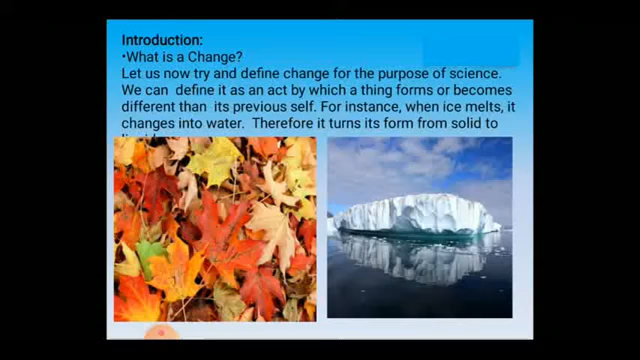 Introduction:
•What is a Change?
Let us now try and define change for the purpose of science.
We can define it as an act by which a thing forms or becomes
different than its previous self. For instance, when ice melts, it
changes into water. Therefore it turns its form from solid to